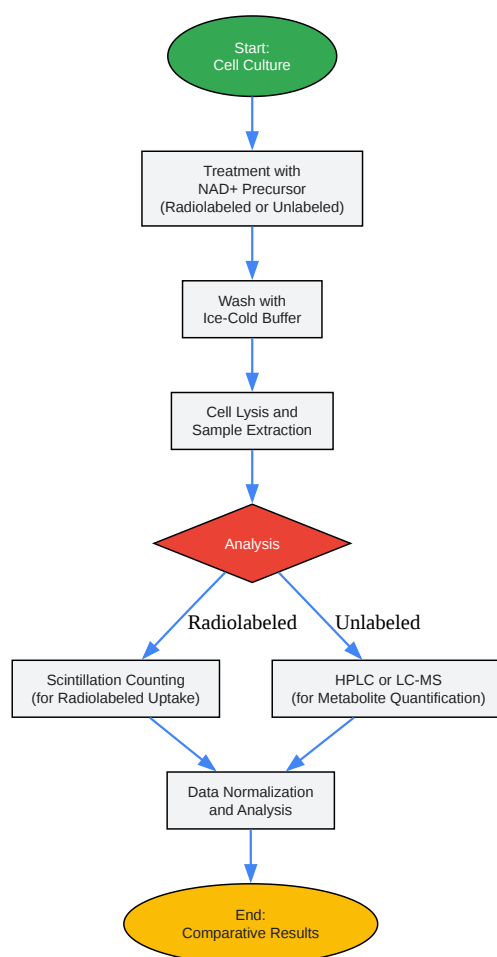 Start:
Cell Culture
Treatment with
NAD+ Precursor
(Radiolabeled or Unlabeled)
Wash with
Ice-Cold Buffer
Cell Lysis and
Sample Extraction
Analysis
Radiolabeled
Unlabeled
Scintillation Counting
(for Radiolabeled Uptake)
HPLC or LC-MS
(for Metabolite Quantification)
Data Normalization
and Analysis
End:
Comparative Results